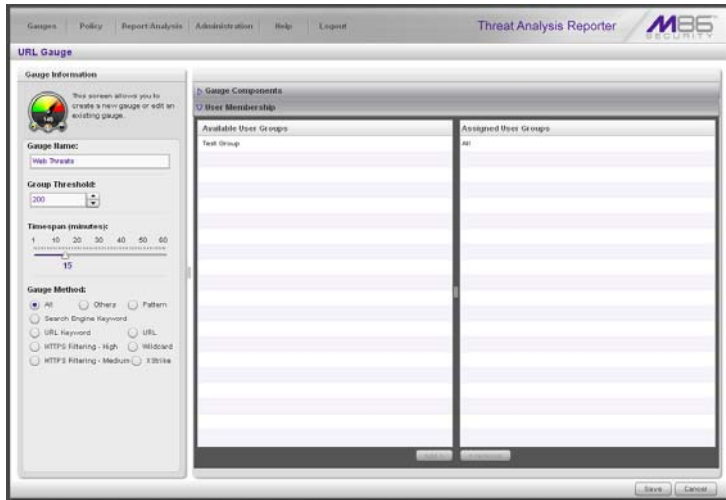 Gauges Policy Report/Analysis Administration Help Logout
Threat Analysis Reporter
M86
SECURITY
URL Gauge
Gauge Information
This screen allows you to
create a new gauge or edit an
existing gauge.
Gauge Name:
Web Threats
Group Threshold:
200
Timespan (minutes):
1 10 20 30 40 50 60
15
Gauge Method:
All Others Pattern
Search Engine Keyword
URL Keyword URL
HTTPS Filtering - High Wildcard
HTTPS Filtering - Medium XStrike
Gauge Components
User Membership
Available User Groups
Test Group
Assigned User Groups
All
Save Cancel